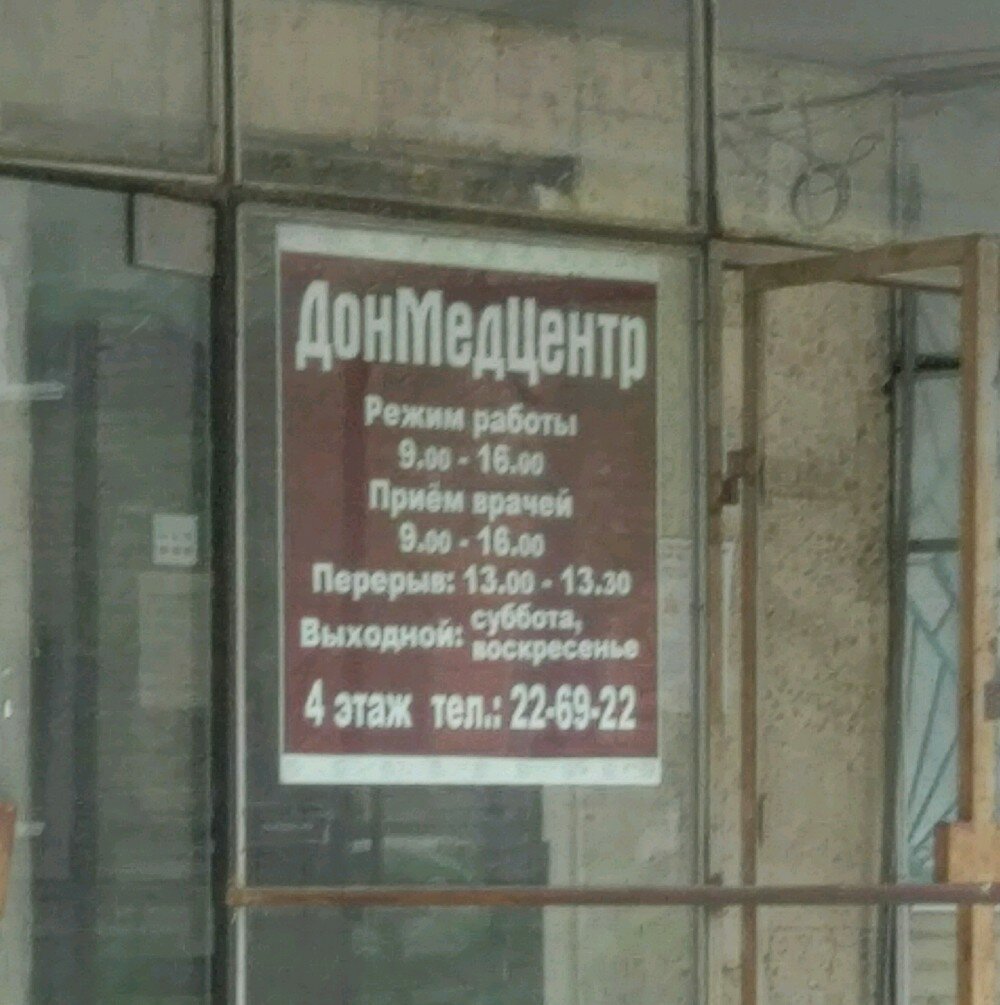 ДонМедЦентр
Режим работы
9.00 - 16.00
Приём врачей
9.00 - 16.00
Перерыв: 13.00 - 13.30
Выходной: суббота,
воскресенье
4 этаж тел.: 22-69-22